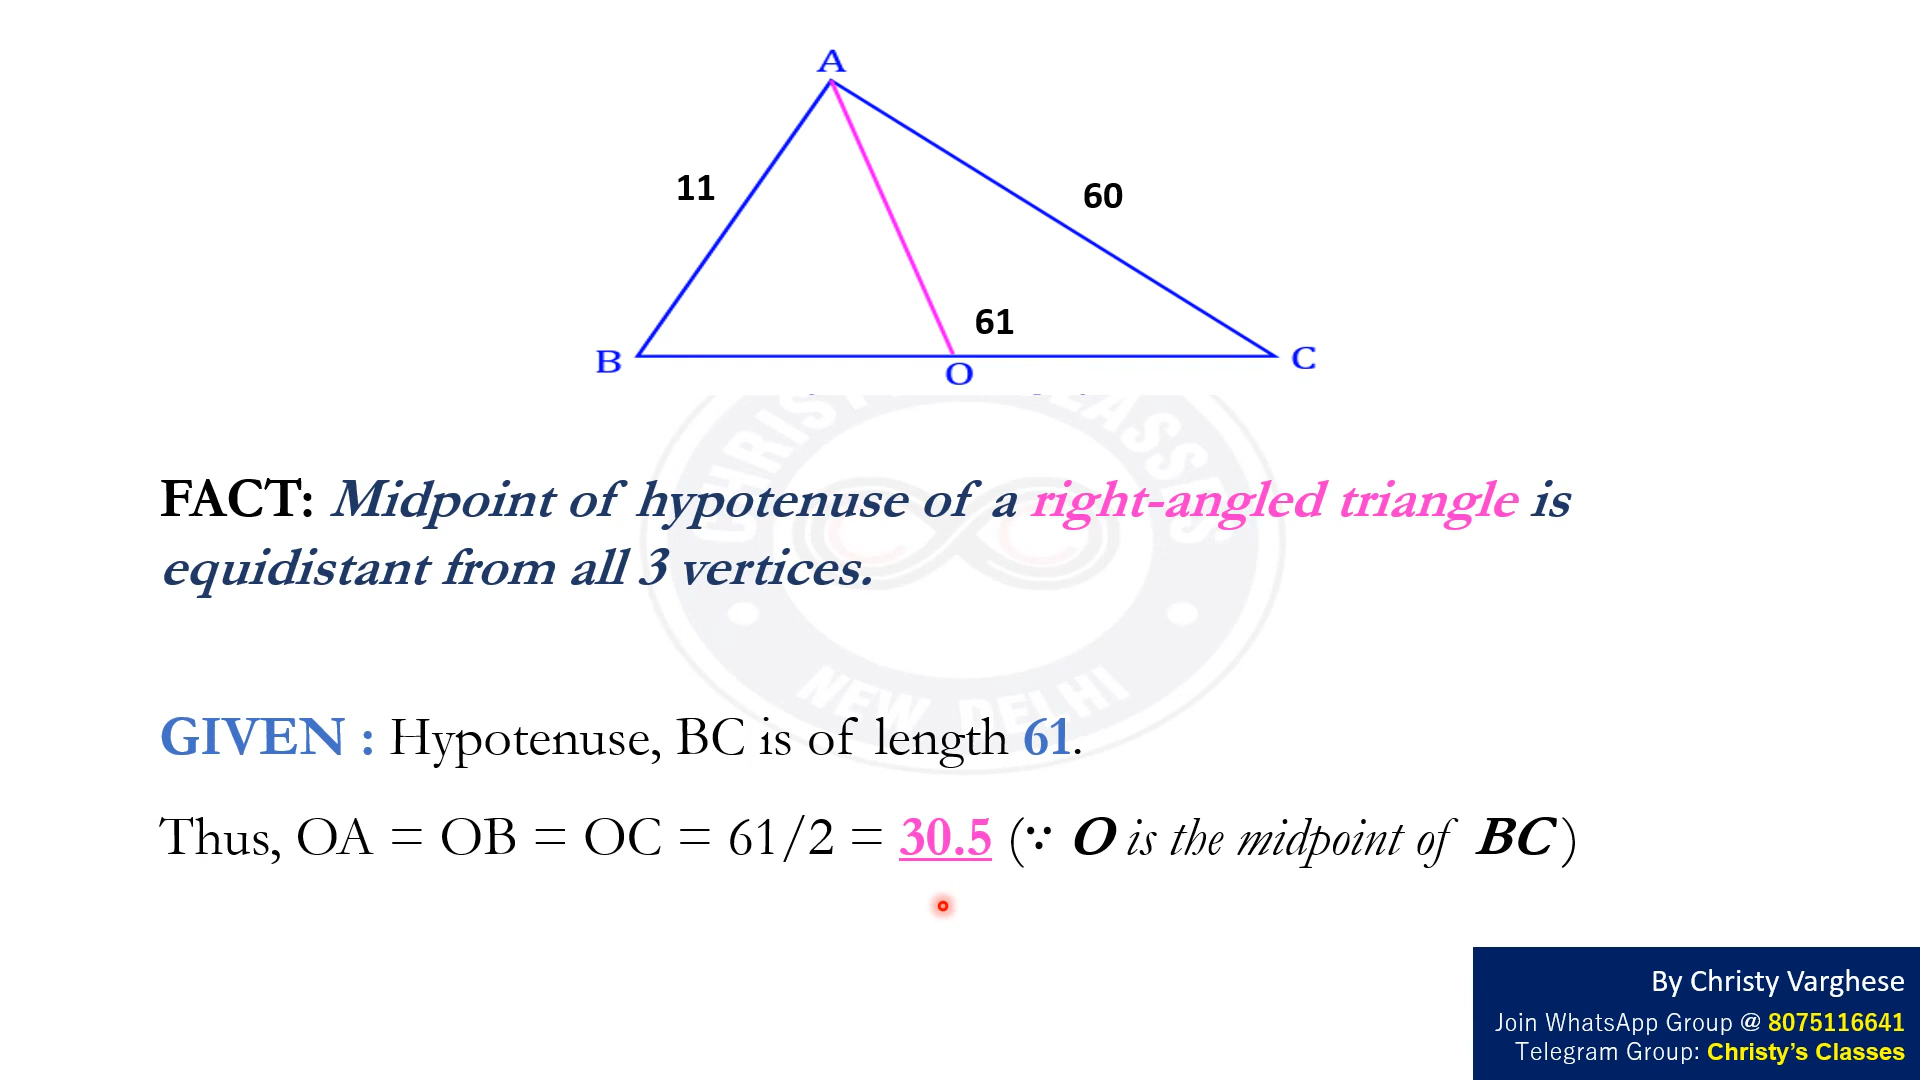 A
11
60
61
B
O
C
FACT: Midpoint of hypotenuse of a right-angled triangle is
equidistant from all 3 vertices.
NEW DELHI
GIVEN : Hypotenuse, BC is of length 61.
Thus, OA = OB = OC = 61/2 = 30.5 (∵ O is the midpoint of BC)
By Christy Varghese
Join WhatsApp Group @ 8075116641
Telegram Group: Christy's Classes